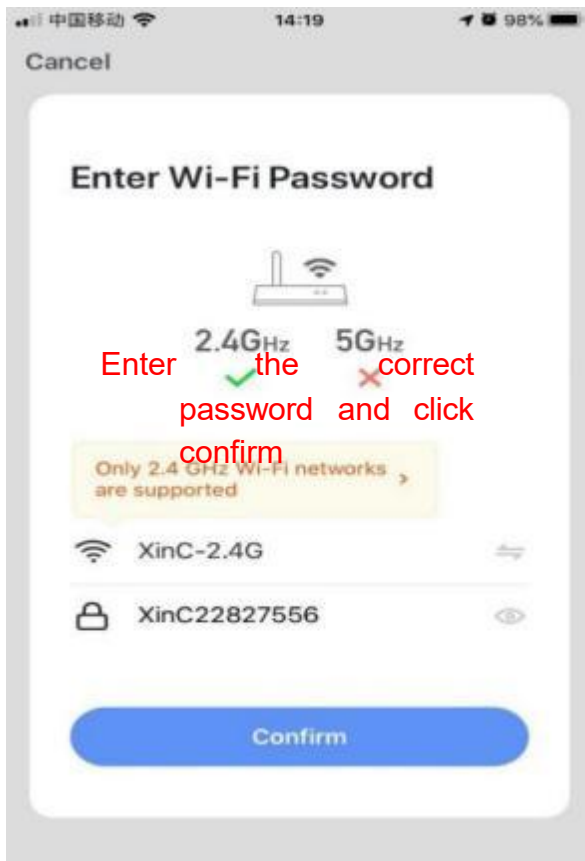 中国移动 14:19 98%
Cancel
Enter Wi-Fi Password
2.4GHz 5GHz
Enter the correct
password and click
confirm
Only 2.4 GHz Wi-Fi networks
are supported
XinC-2.4G
XinC22827556
Confirm